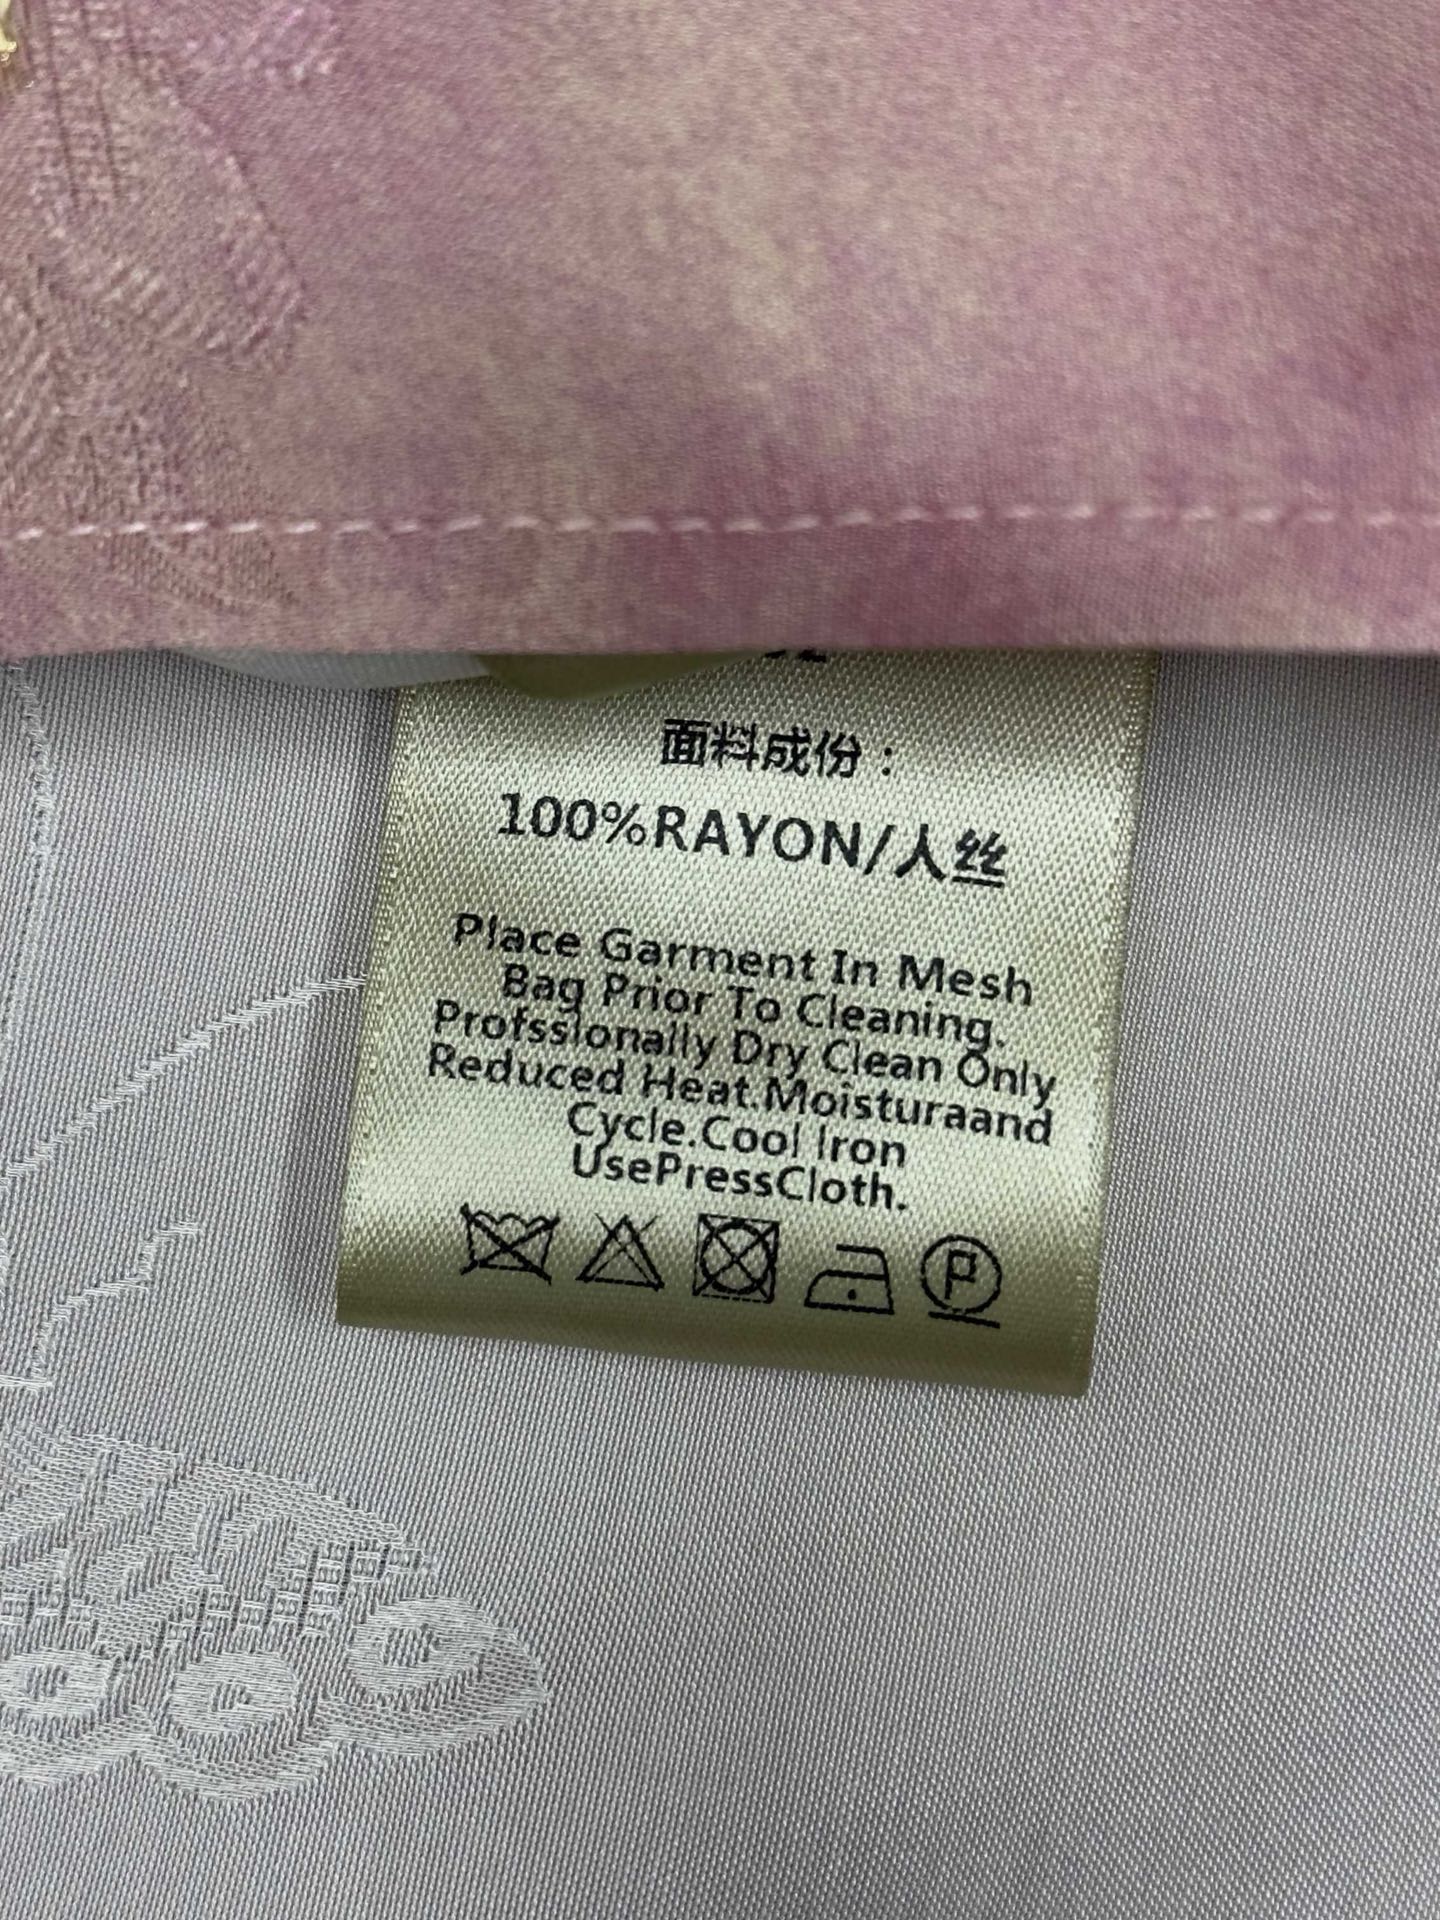 面料成份：
100%RAYON/人丝
Place Garment In Mesh
Bag Prior To Cleaning.
Profsslonally Dry Clean Only
Reduced Heat.Moisturaand
Cycle.Cool Iron
UsePressCloth.
P